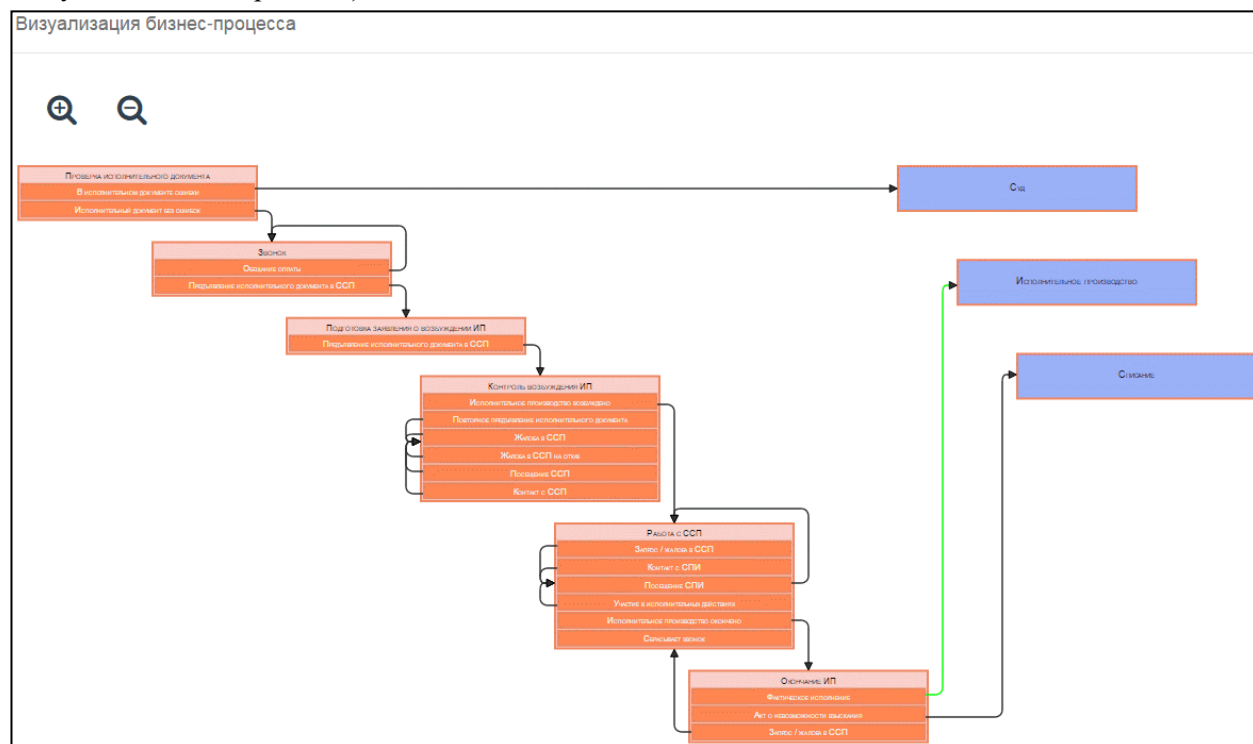 Визуализация бизнес-процесса
Проверка исполнительного документа
В исполнительном документе ошибки
Исполнительный документ без ошибок
Суд
Звонок
Обещание оплаты
Предъявление исполнительного документа в ССП
Исполнительное производство
Подготовка заявления о возбуждении ИП
Предъявление исполнительного документа в ССП
Списание
Контроль возбуждения ИП
Исполнительное производство возбуждено
Повторное предъявление исполнительного документа
Жалоба в ССП
Жалоба в ССП на отказ
Посещение ССП
Контакт с ССП
Работа с ССП
Запрос / жалоба в ССП
Контакт с СПИ
Посещение СПИ
Участие в исполнительных действиях
Исполнительное производство окончено
Сбрасывает звонок
Окончание ИП
Фактическое исполнение
Акт о невозможности взыскания
Запрос / жалоба в ССП